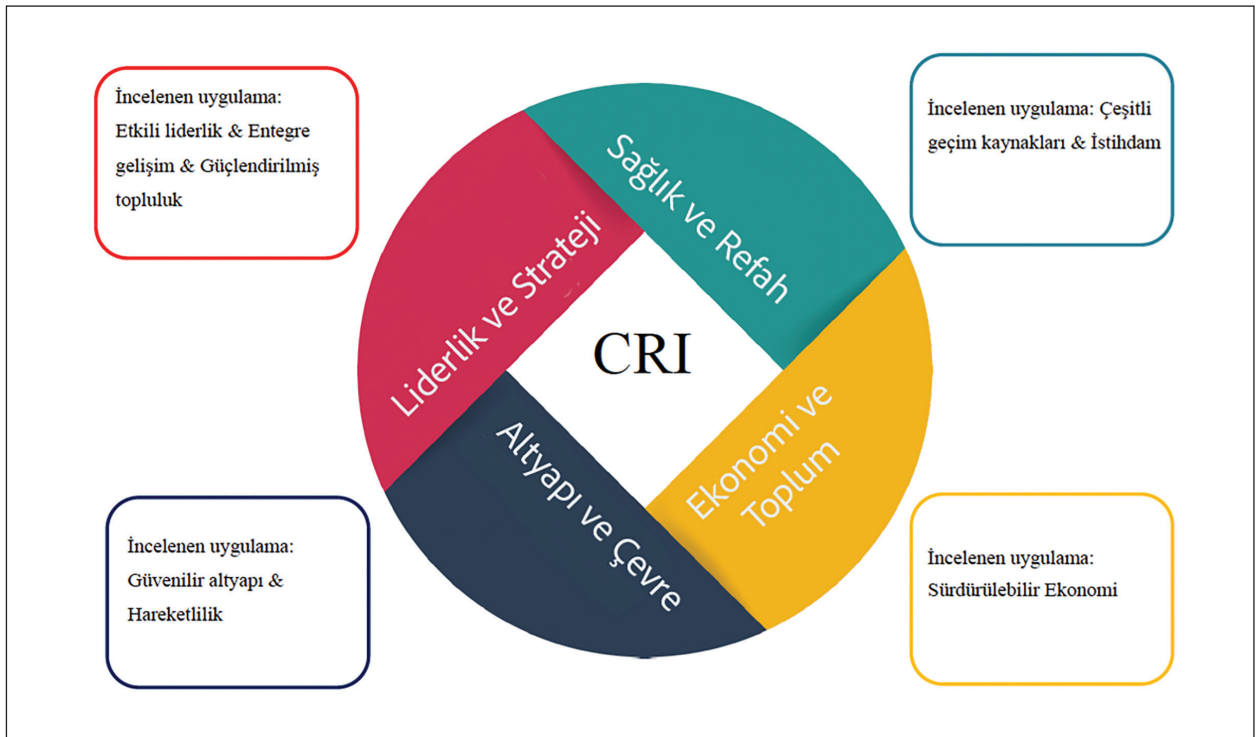 İncelenen uygulama:
Etkili liderlik & Entegre
gelişim & Güçlendirilmiş
topluluk
İncelenen uygulama: Çeşitli
geçim kaynakları & İstihdam
Sağlık ve Refah
Liderlik ve Strateji
CRI
Ekonomi ve
Toplum
Altyapı ve Çevre
İncelenen uygulama:
Güvenilir altyapı &
Hareketlilik
İncelenen uygulama:
Sürdürülebilir Ekonomi